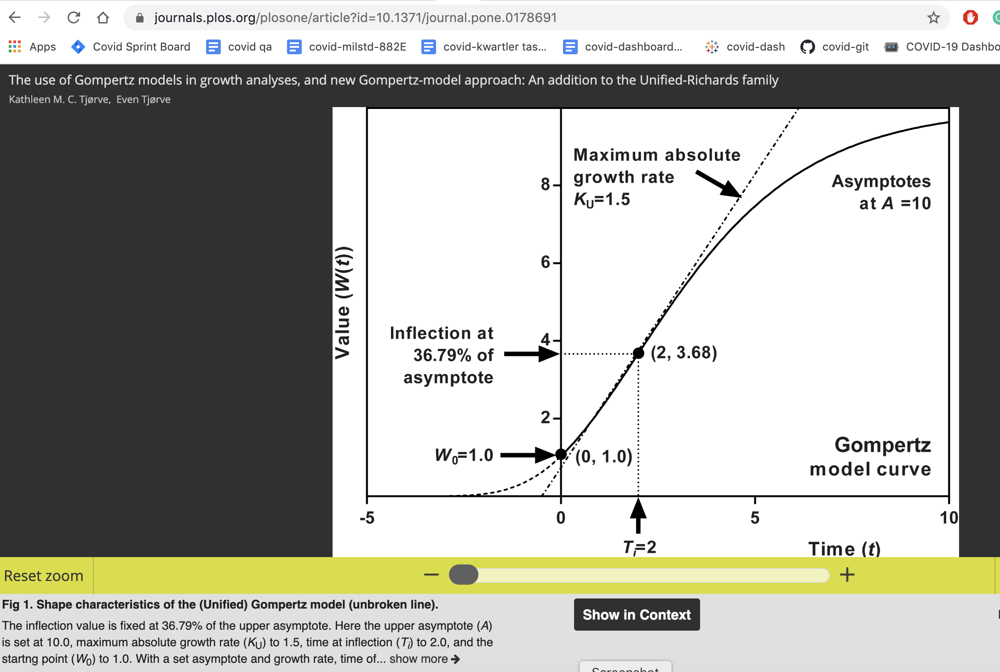 journals.plos.org/plosone/article?id=10.1371/journal.pone.0178691
Apps Covid Sprint Board covid qa covid-milstd-882E covid-kwartler tas... covid-dashboard... covid-dash covid-git COVID-19 Dashbo
The use of Gompertz models in growth analyses, and new Gompertz-model approach: An addition to the Unified-Richards family
Kathleen M. C. Tjørve, Even Tjørve
Maximum absolute
growth rate
KU=1.5
Asymptotes
at A =10
8
6
4
2
Value (W(t))
Inflection at
36.79% of
asymptote
(2, 3.68)
W0=1.0
(0, 1.0)
Gompertz
model curve
-5 0 5 10
Ti=2
Time (t)
Reset zoom
Fig 1. Shape characteristics of the (Unified) Gompertz model (unbroken line).
The inflection value is fixed at 36.79% of the upper asymptote. Here the upper asymptote (A)
is set at 10.0, maximum absolute growth rate (KU) to 1.5, time at inflection (Ti) to 2.0, and the
startng point (W0) to 1.0. With a set asymptote and growth rate, time of... show more
Show in Context
Screenshot